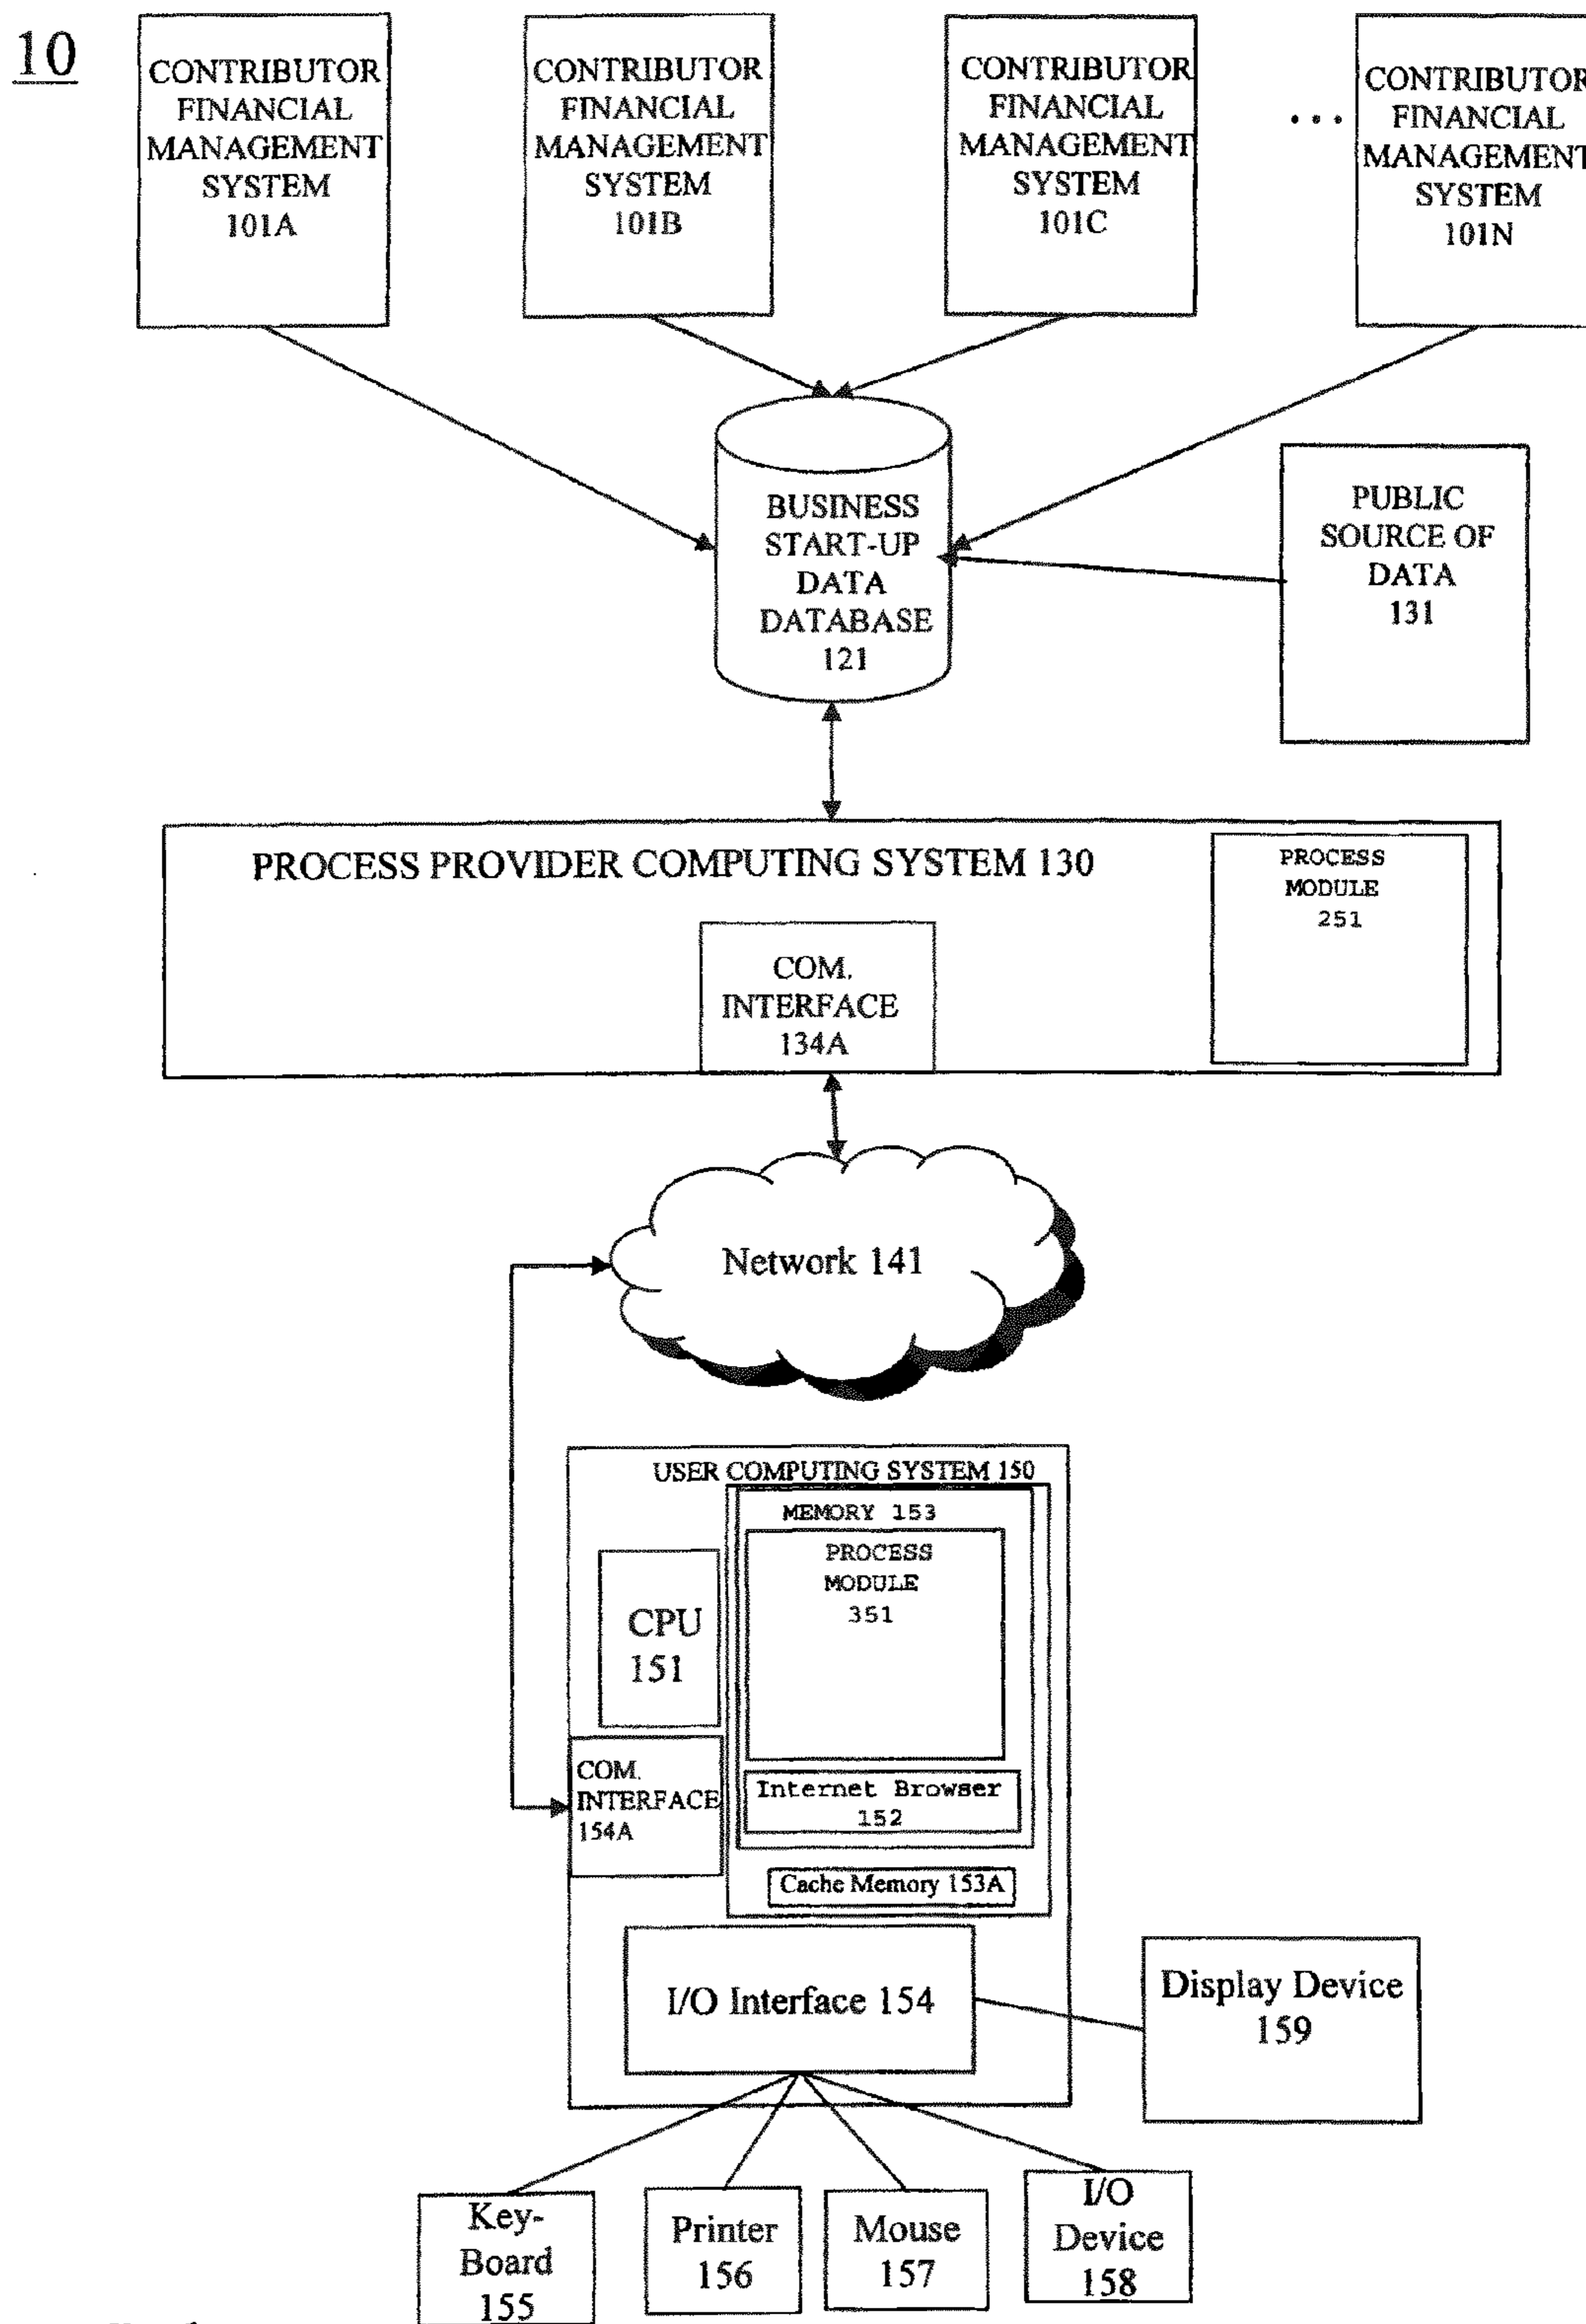 10
CONTRIBUTOR
FINANCIAL
MANAGEMENT
SYSTEM
101A
CONTRIBUTOR
FINANCIAL
MANAGEMENT
SYSTEM
101B
CONTRIBUTOR
FINANCIAL
MANAGEMENT
SYSTEM
101C
...
CONTRIBUTOR
FINANCIAL
MANAGEMENT
SYSTEM
101N
BUSINESS
START-UP
DATA
DATABASE
121
PUBLIC
SOURCE OF
DATA
131
PROCESS PROVIDER COMPUTING SYSTEM 130
PROCESS
MODULE
251
COM.
INTERFACE
134A
Network 141
USER COMPUTING SYSTEM 150
MEMORY 153
PROCESS
MODULE
351
CPU
151
COM.
INTERFACE
154A
Internet Browser
152
Cache Memory 153A
I/O Interface 154
Display Device
159
Key-
Board
155
Printer
156
Mouse
157
I/O
Device
158